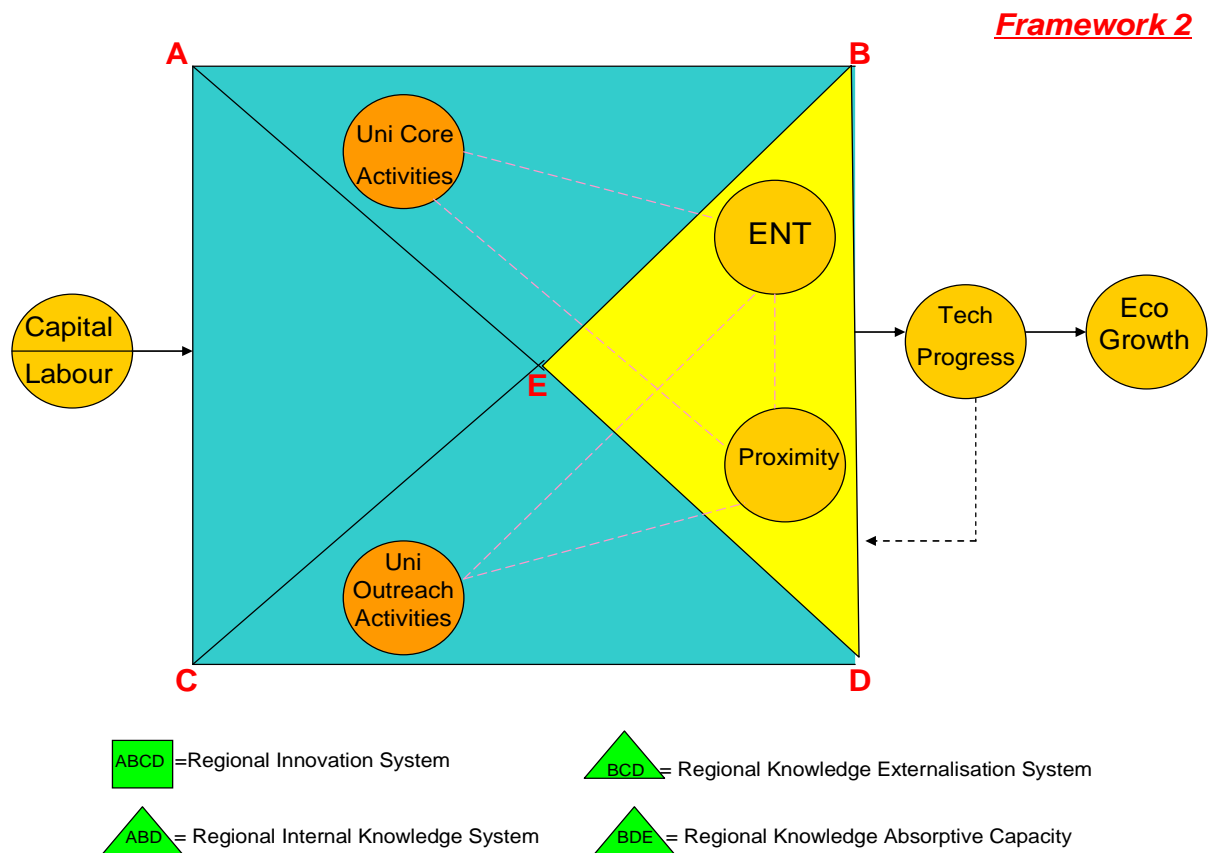 Framework 2
A
B
Uni Core
Activities
ENT
Capital
Labour
Tech
Progress
Eco
Growth
E
Proximity
Uni
Outreach
Activities
C
D
ABCD =Regional Innovation System
BCD = Regional Knowledge Externalisation System
ABD = Regional Internal Knowledge System
BDE = Regional Knowledge Absorptive Capacity